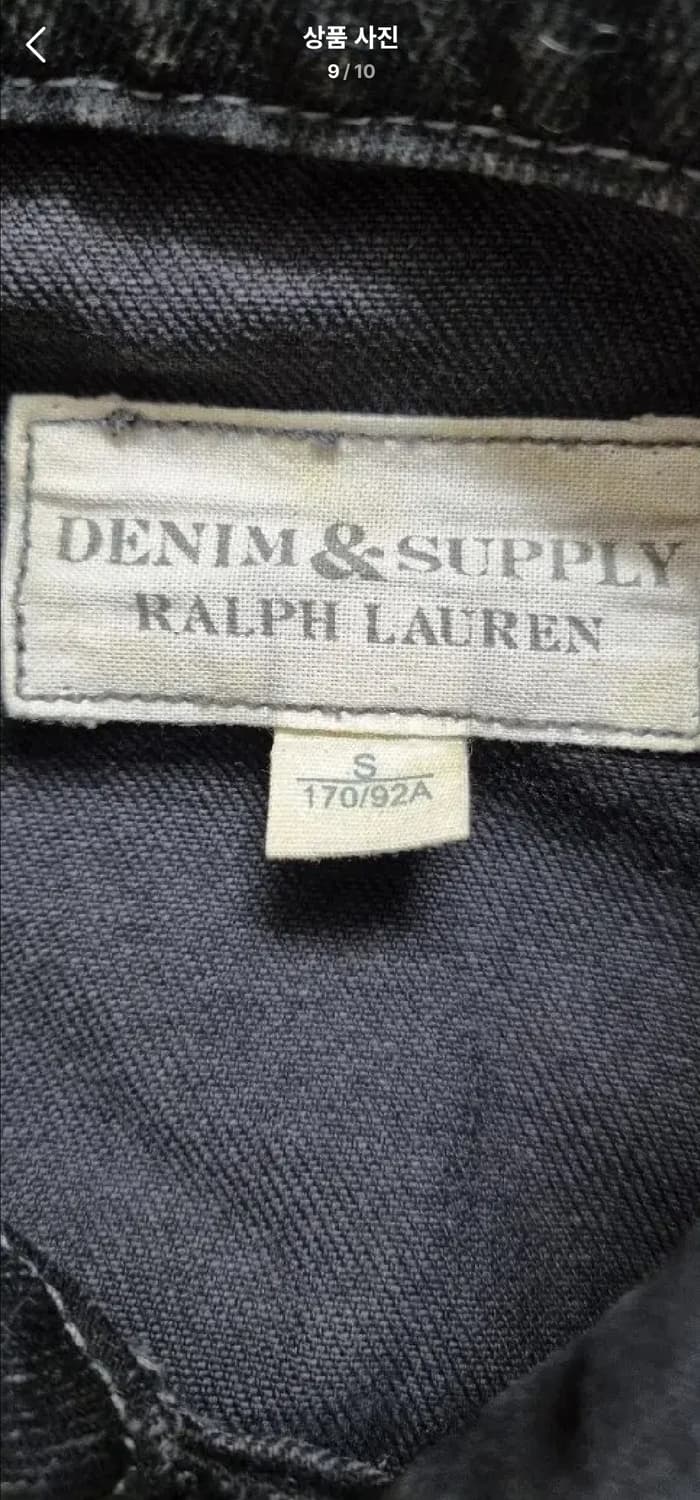 상품 사진
9 / 10
DENIM & SUPPLY
RALPH LAUREN
S
170/92A